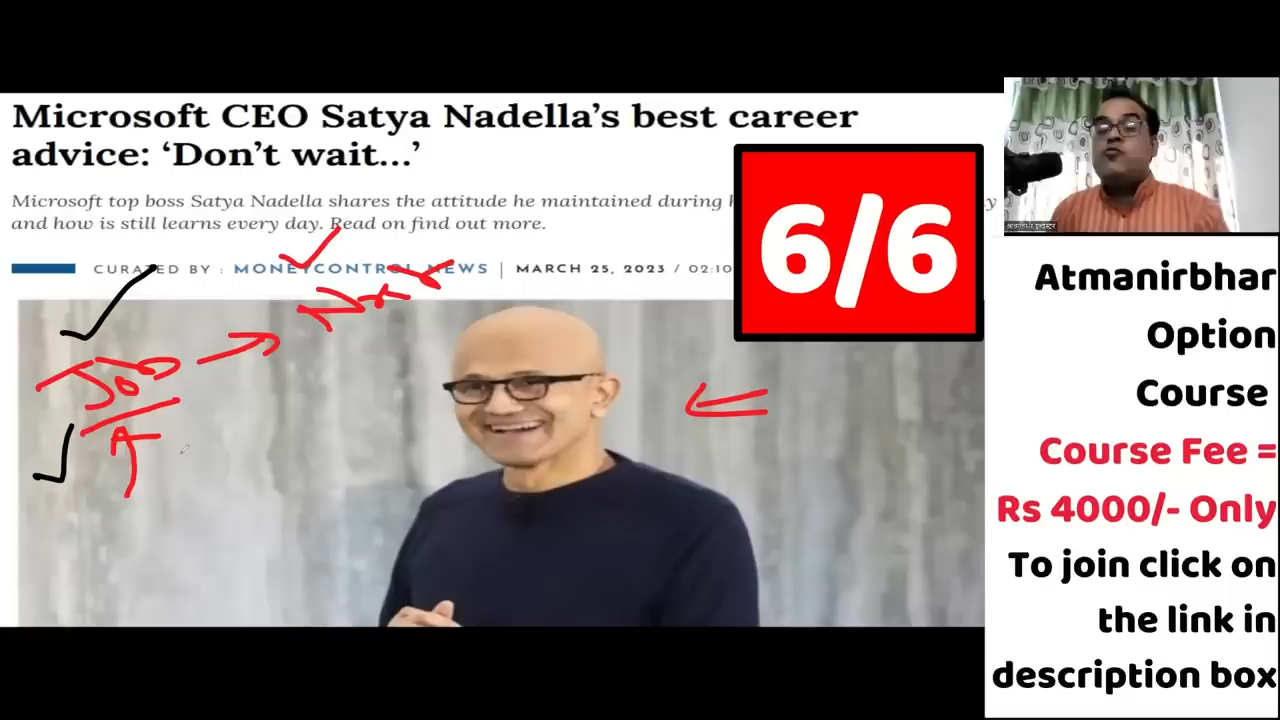 Microsoft CEO Satya Nadella's best career
advice: 'Don't wait...'
Microsoft top boss Satya Nadella shares the attitude he maintained during
and how is still learns every day. Read on find out more.
CURATED BY : MONEYCONTROL NEWS | MARCH 25, 2023 / 02:10
6/6
Job
Atmanirbhar
Option
Course
Course Fee =
Rs 4000/- Only
To join click on
the link in
description box